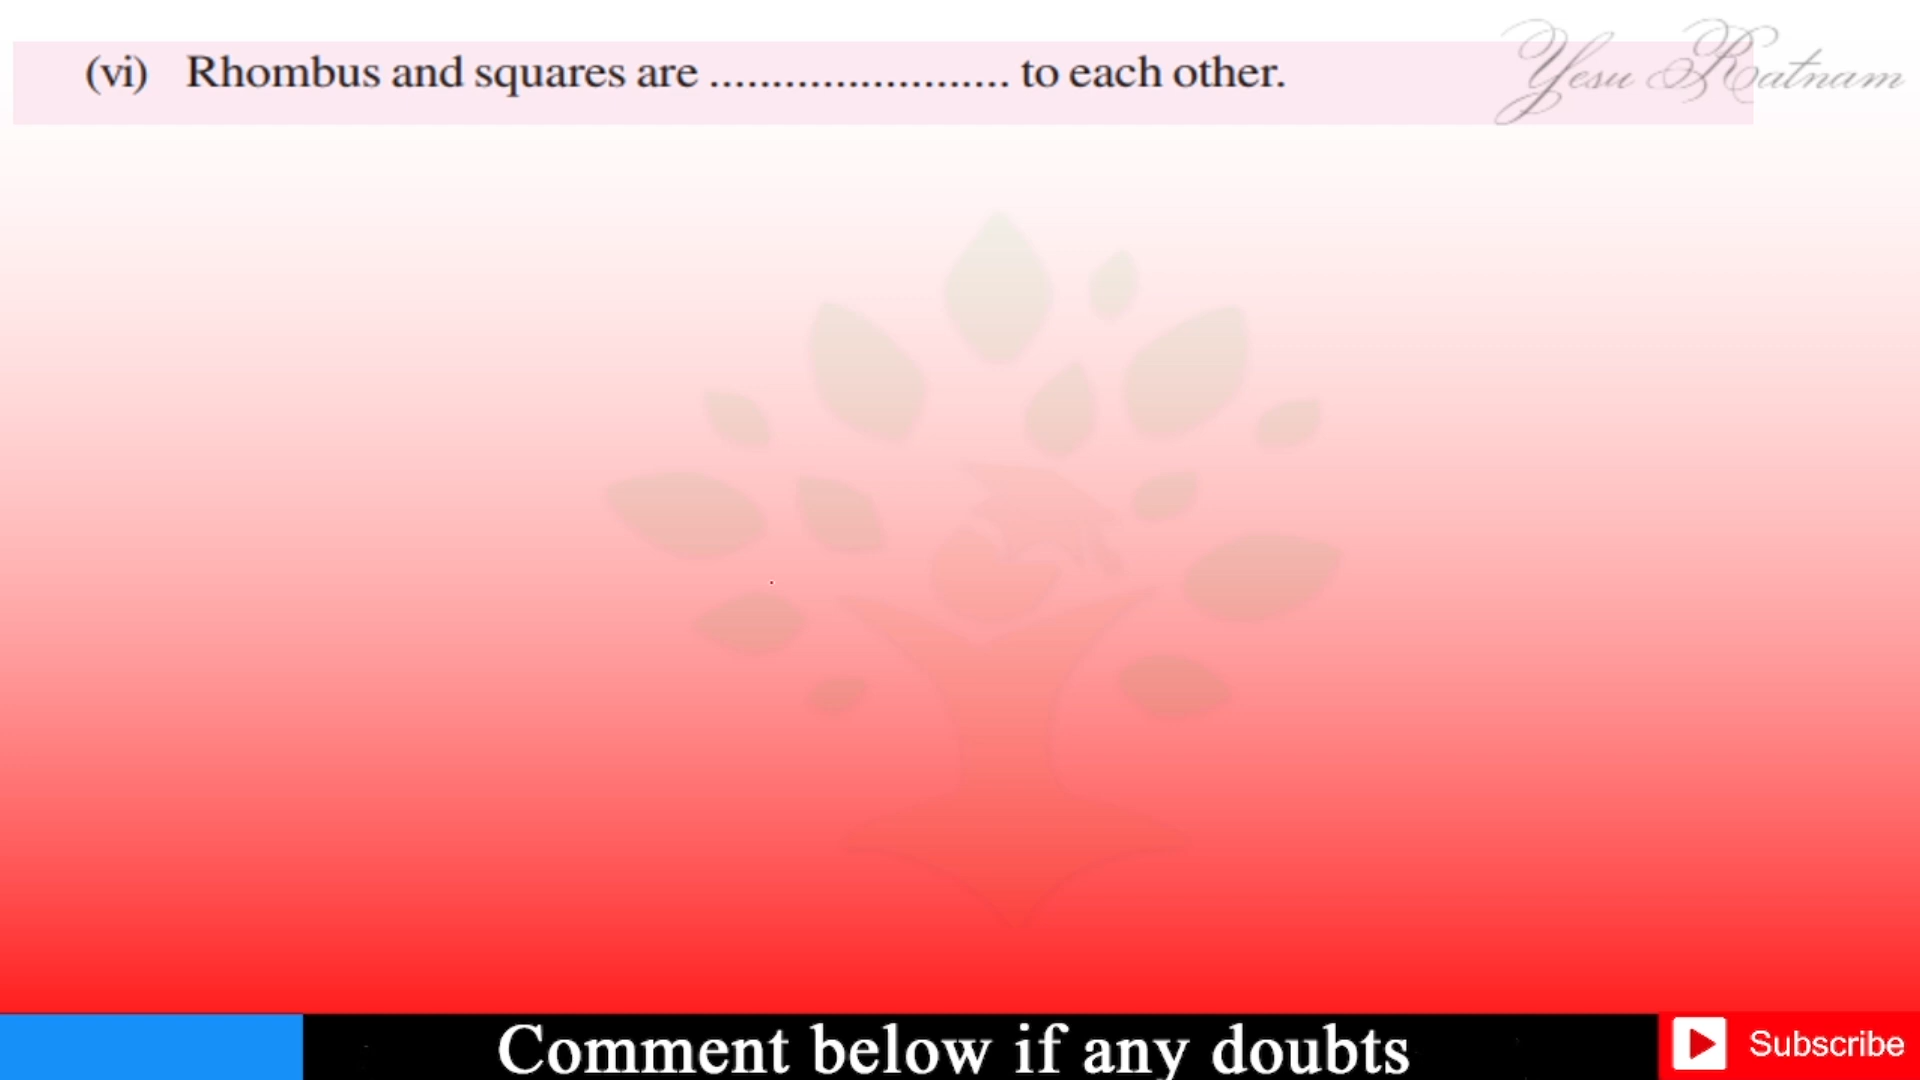 (vi) Rhombus and squares are ........................ to each other.
Yesu Ratnam
Comment below if any doubts
Subscribe